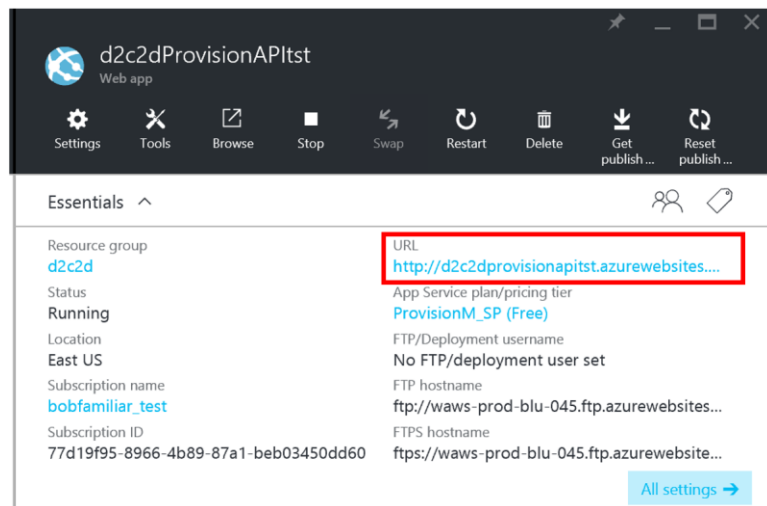 d2c2dProvisionAPItst
Web app
Settings
Tools
Browse
Stop
Swap
Restart
Delete
Get publish ...
Reset publish ...
Essentials
Resource group
d2c2d
URL
http://d2c2dprovisionapitst.azurewebsites....
Status
Running
App Service plan/pricing tier
ProvisionM_SP (Free)
Location
East US
FTP/Deployment username
No FTP/deployment user set
Subscription name
bobfamiliar_test
FTP hostname
ftp://waws-prod-blu-045.ftp.azurewebsites...
Subscription ID
77d19f95-8966-4b89-87a1-beb03450dd60
FTPS hostname
ftps://waws-prod-blu-045.ftp.azurewebsite...
All settings →